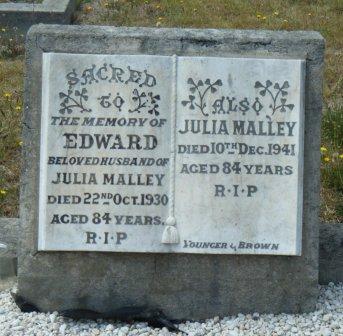 SACRED
TO
THE MEMORY OF
EDWARD
BELOVED HUSBAND OF
JULIA MALLEY
DIED 22ND OCT. 1930
AGED 84 YEARS.
R·I·P
ALSO
JULIA MALLEY
DIED 10TH DEC. 1941
AGED 84 YEARS
R·I·P
YOUNGER & BROWN